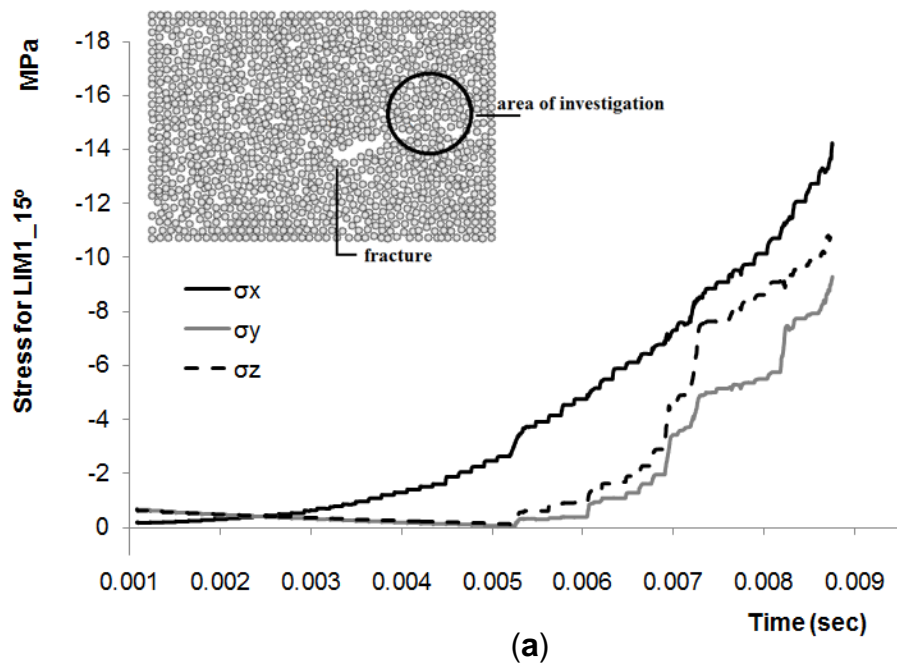 MPa
Stress for LIM1_15º
-18
-16
-14
-12
-10
-8
-6
-4
-2
0
area of investigation
fracture
σx
σy
σz
0.001 0.002 0.003 0.004 0.005 0.006 0.007 0.008 0.009
Time (sec)
(a)